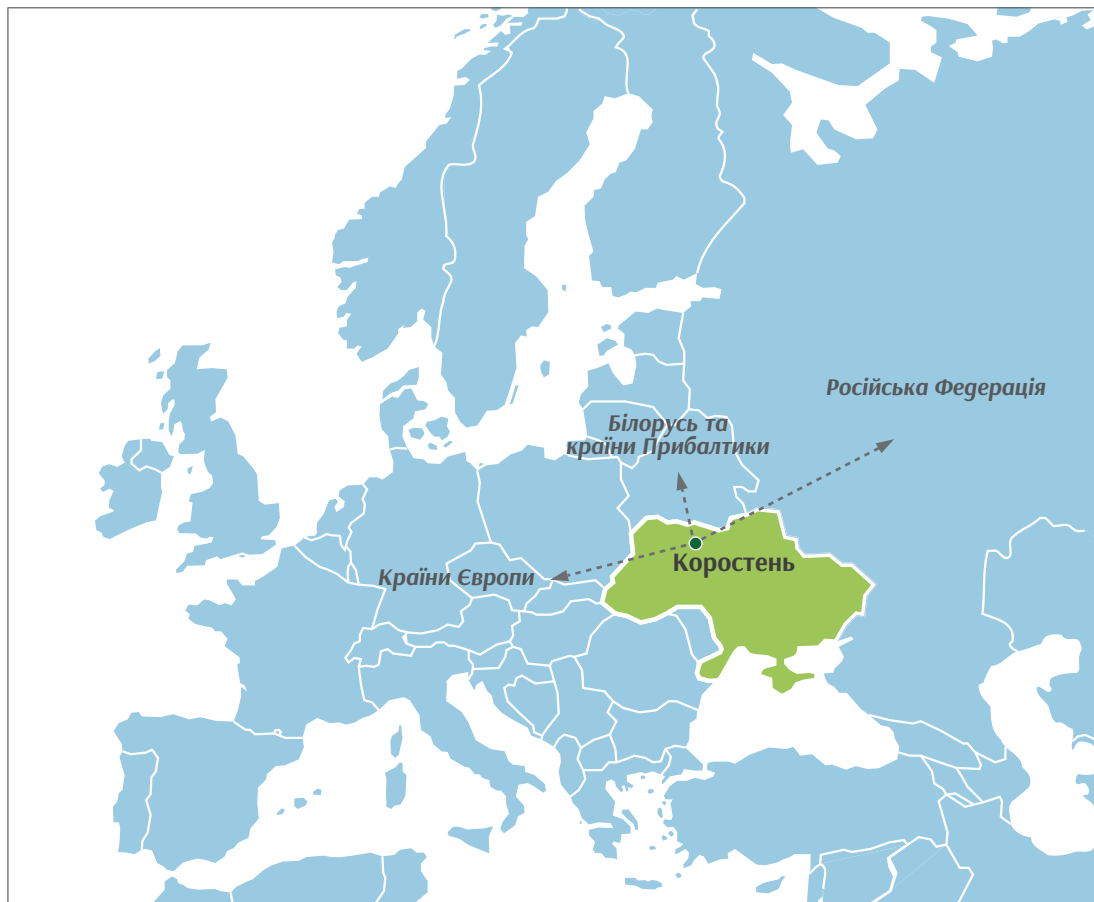 Російська Федерація
Білорусь та
країни Прибалтики
Коростень
Країни Європи